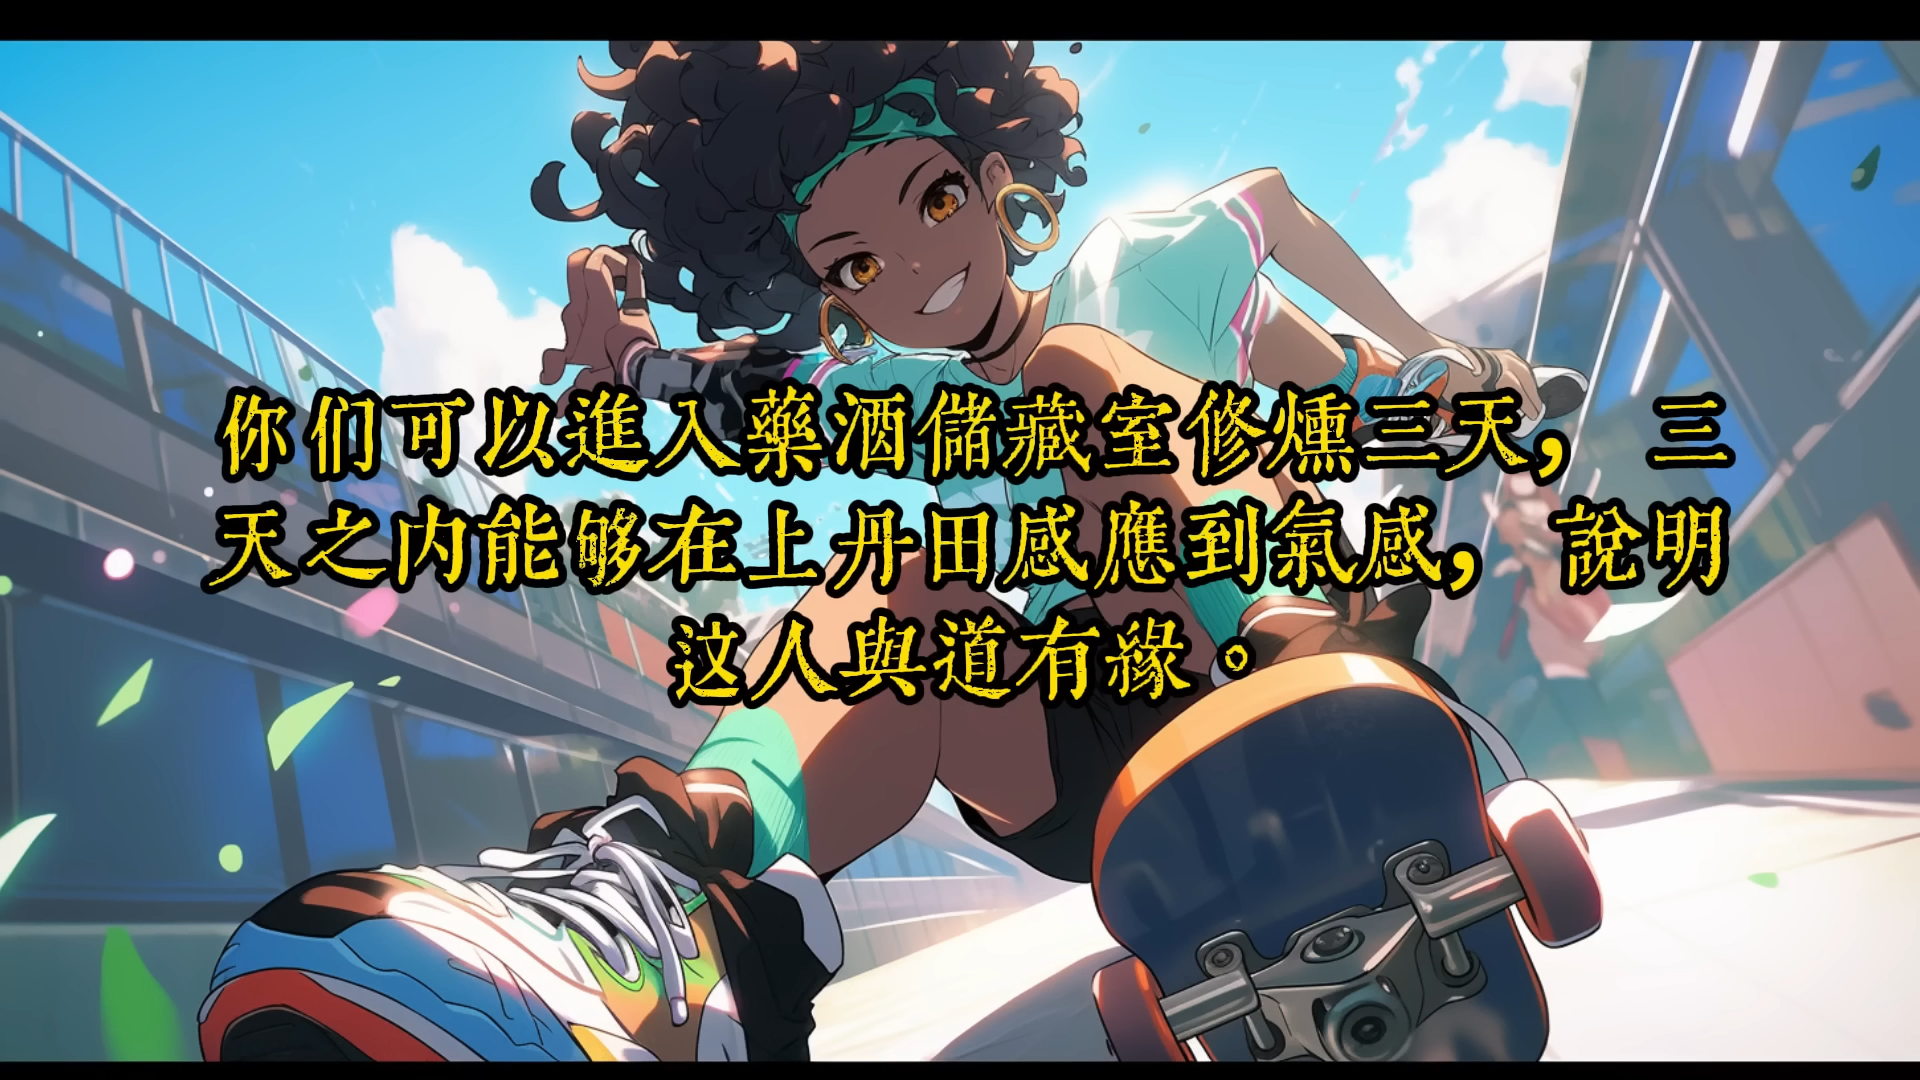 你们可以進入藥酒儲藏室修燻三天，三
天之内能够在上丹田感應到氣感，說明
这人與道有緣。